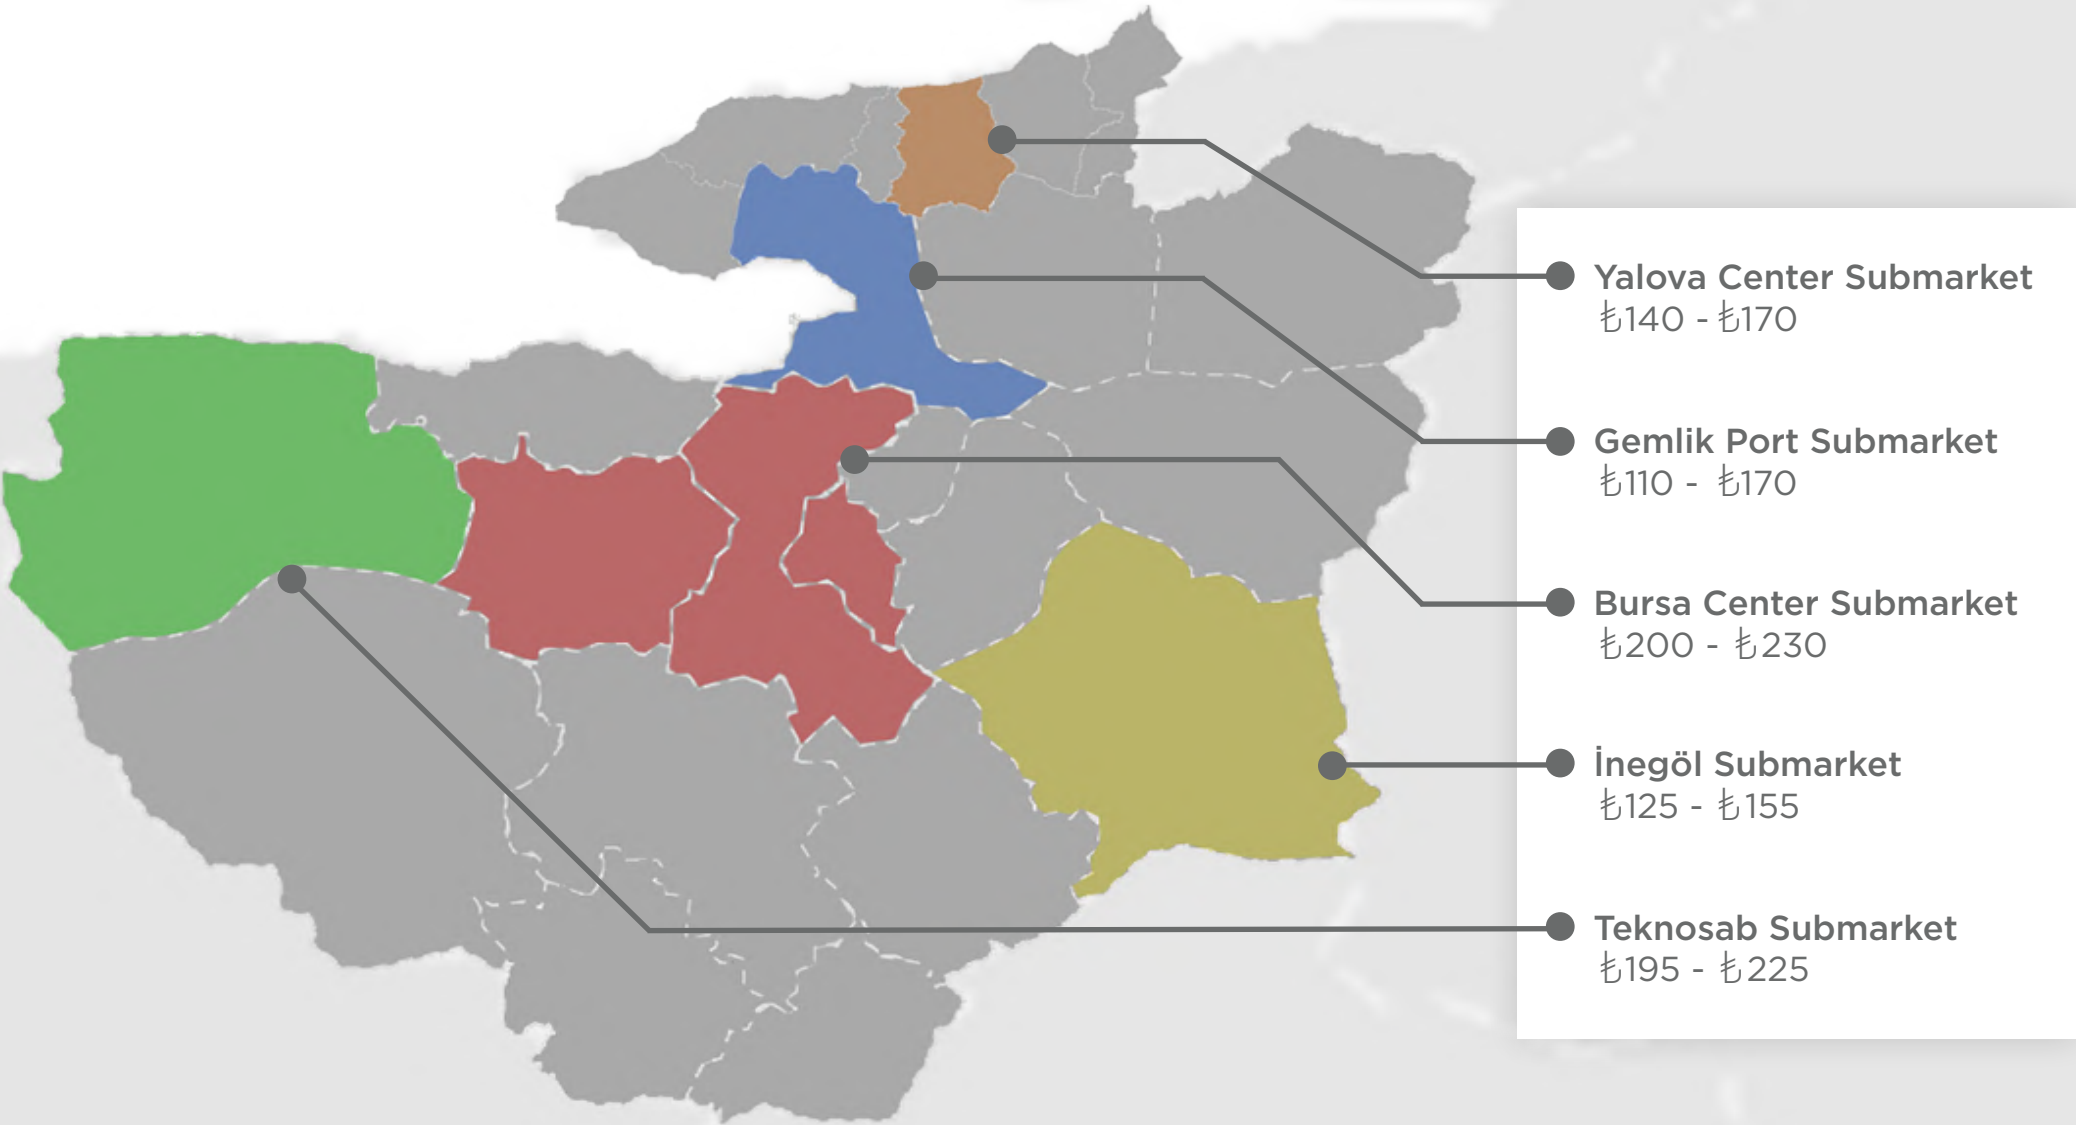 Yalova Center Submarket
₺140 - ₺170
Gemlik Port Submarket
₺110 - ₺170
Bursa Center Submarket
₺200 - ₺230
İnegöl Submarket
₺125 - ₺155
Teknosab Submarket
₺195 - ₺225